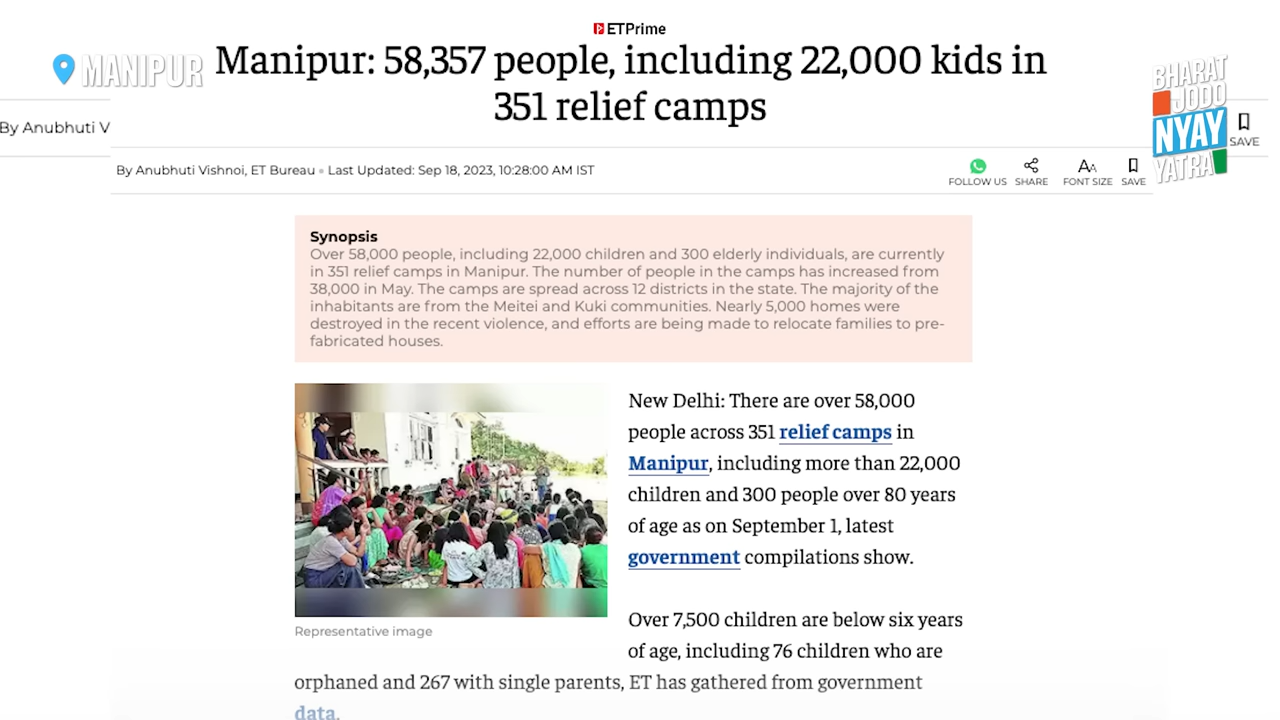 ETPrime
MANIPUR
Manipur: 58,357 people, including 22,000 kids in
351 relief camps
BHARAT
JODO
NYAY
YATRA
By Anubhuti V
SAVE
By Anubhuti Vishnoi, ET Bureau • Last Updated: Sep 18, 2023, 10:28:00 AM IST
FOLLOW US
SHARE
AA
FONT SIZE
SAVE
Synopsis
Over 58,000 people, including 22,000 children and 300 elderly individuals, are currently
in 351 relief camps in Manipur. The number of people in the camps has increased from
38,000 in May. The camps are spread across 12 districts in the state. The majority of the
inhabitants are from the Meitei and Kuki communities. Nearly 5,000 homes were
destroyed in the recent violence, and efforts are being made to relocate families to pre-
fabricated houses.
Representative image
New Delhi: There are over 58,000
people across 351 relief camps in
Manipur, including more than 22,000
children and 300 people over 80 years
of age as on September 1, latest
government compilations show.
Over 7,500 children are below six years
of age, including 76 children who are
orphaned and 267 with single parents, ET has gathered from government
data.